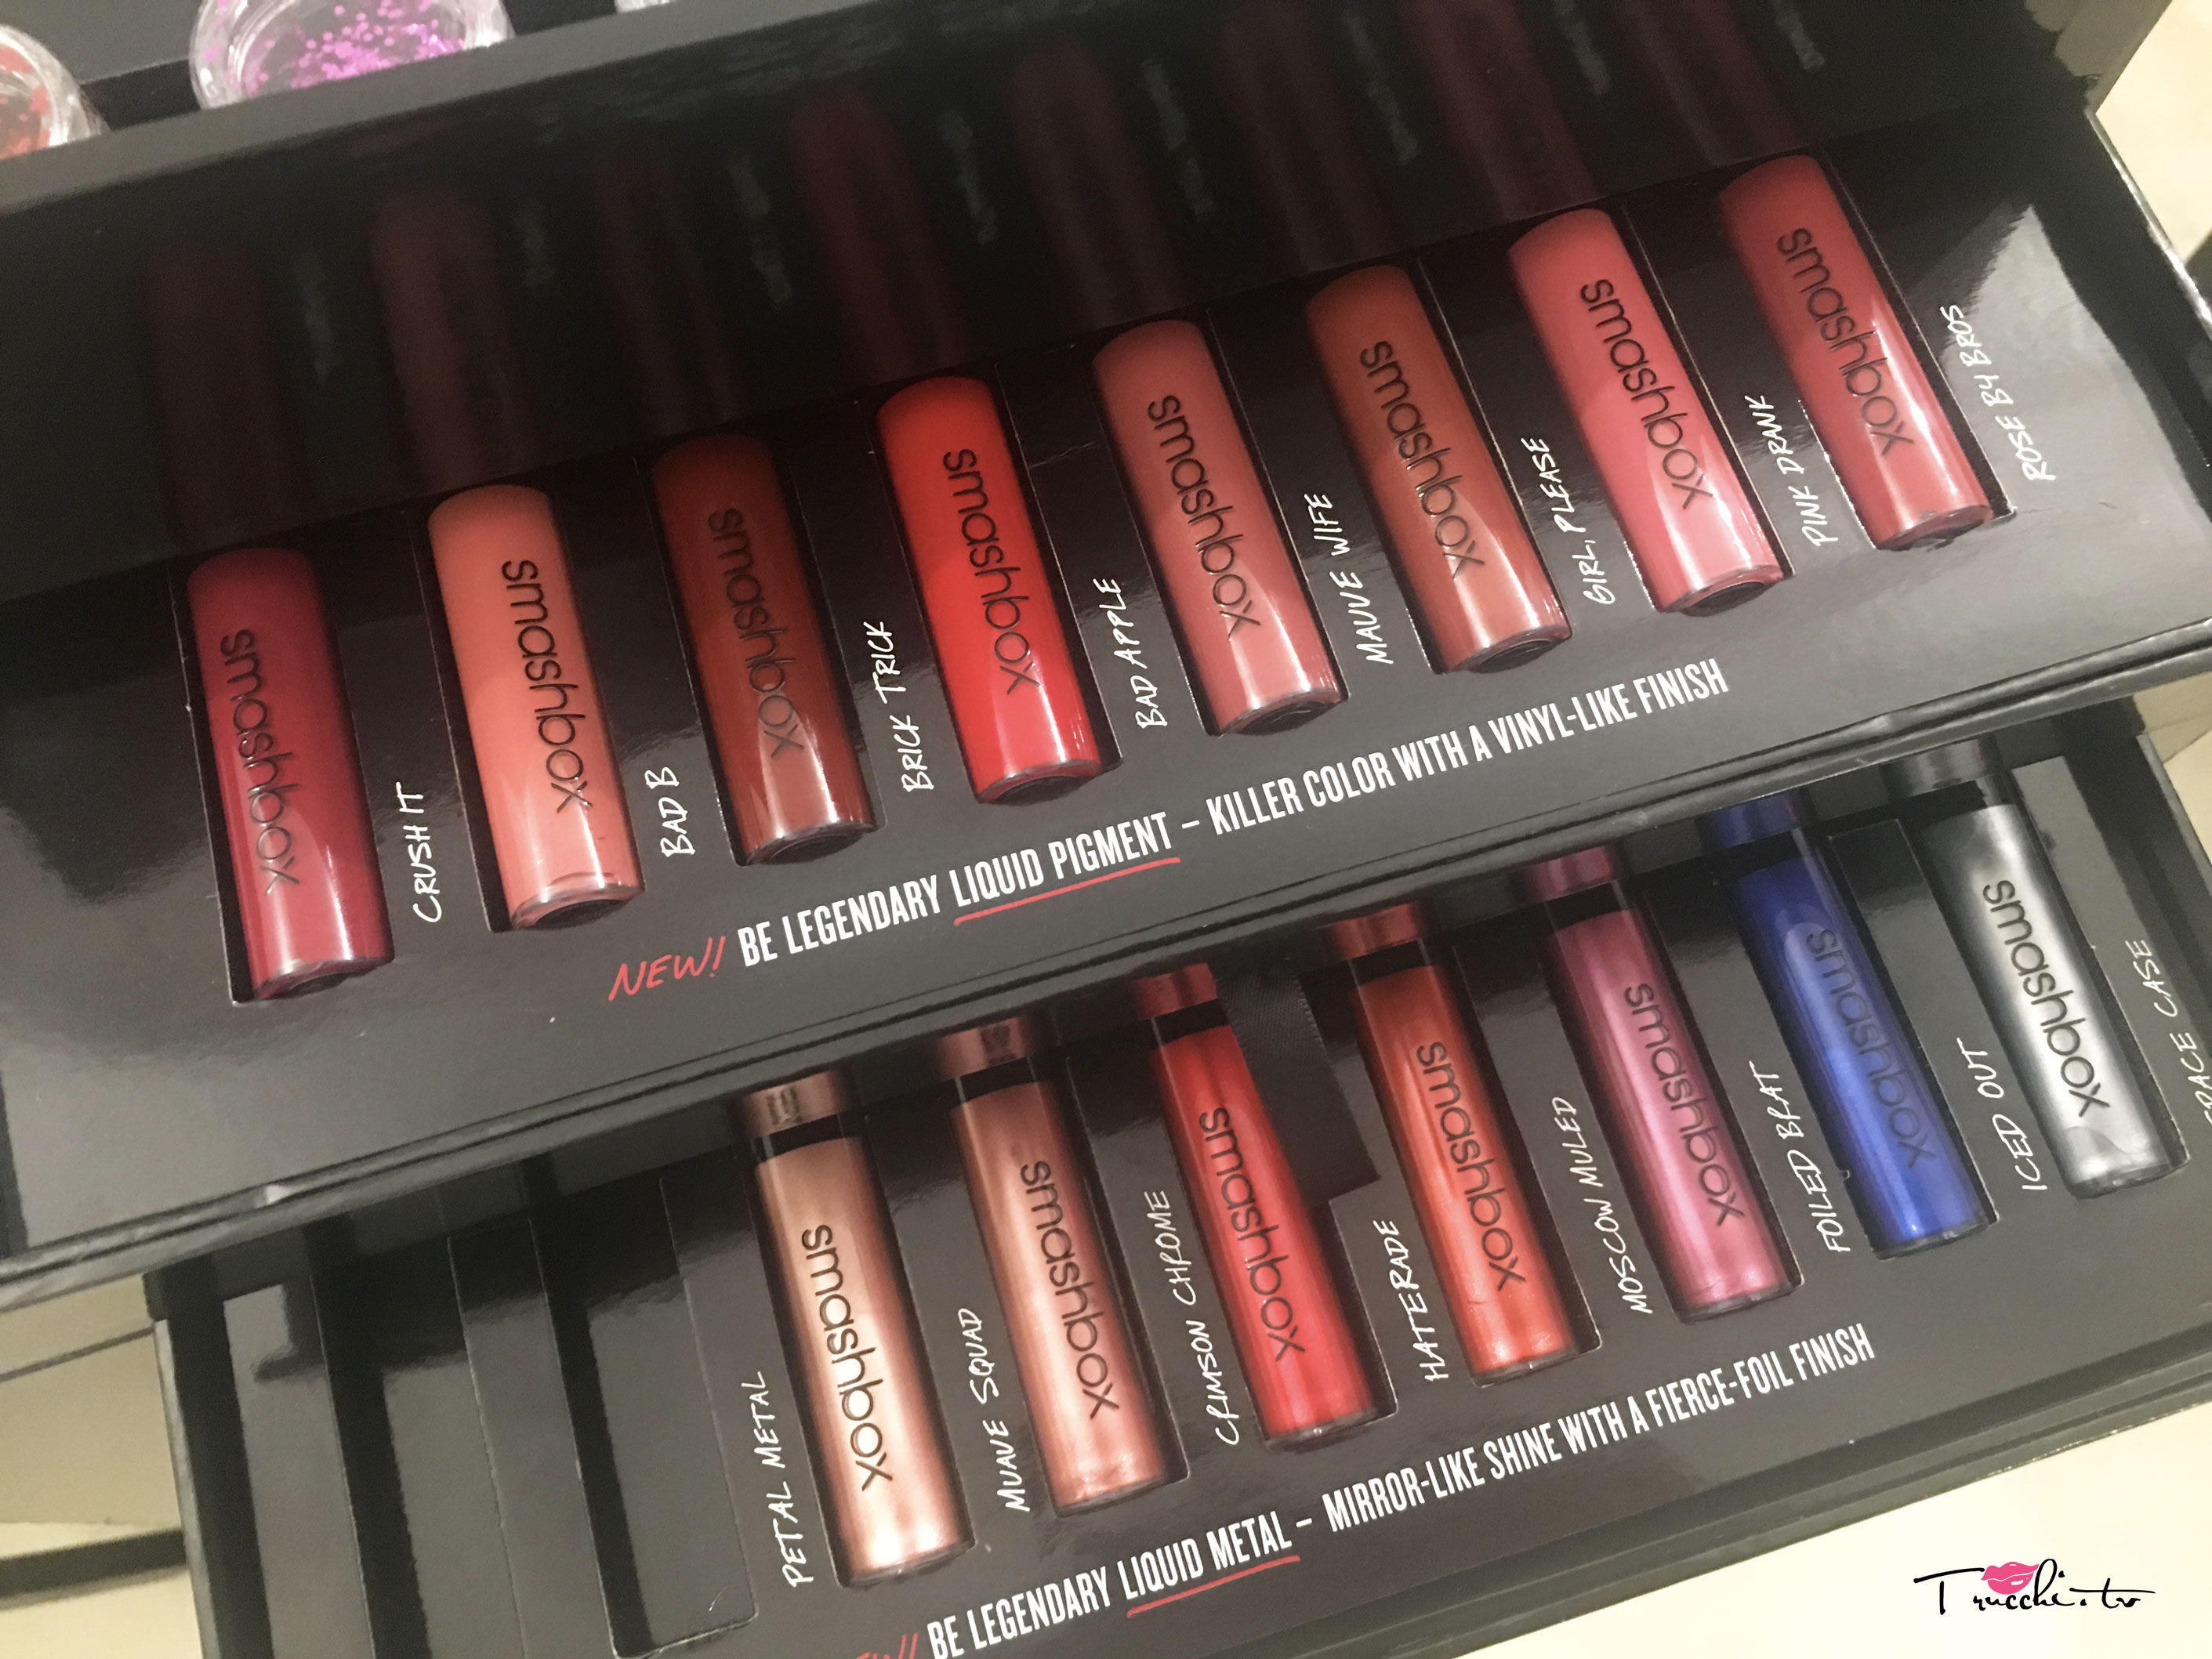 smashbox
smashbox
smashbox
smashbox
smashbox
smashbox
smashbox
smashbox
CRUSH IT
BAD B
BRICK TRICK
BAD APPLE
MAUVE WIFE
GIRL, PLEASE
PINK DRANK
ROSE BY BROS
NEW! BE LEGENDARY LIQUID PIGMENT – KILLER COLOR WITH A VINYL-LIKE FINISH
smashbox
smashbox
smashbox
smashbox
smashbox
smashbox
smashbox
PETAL METAL
MUAVE SQUAD
CRIMSON CHROME
HATERADE
MOSCOW MULED
FOILED BRAT
ICED OUT
CASE
BE LEGENDARY LIQUID METAL – MIRROR-LIKE SHINE WITH A FIERCE-FOIL FINISH
Trucchi.tv